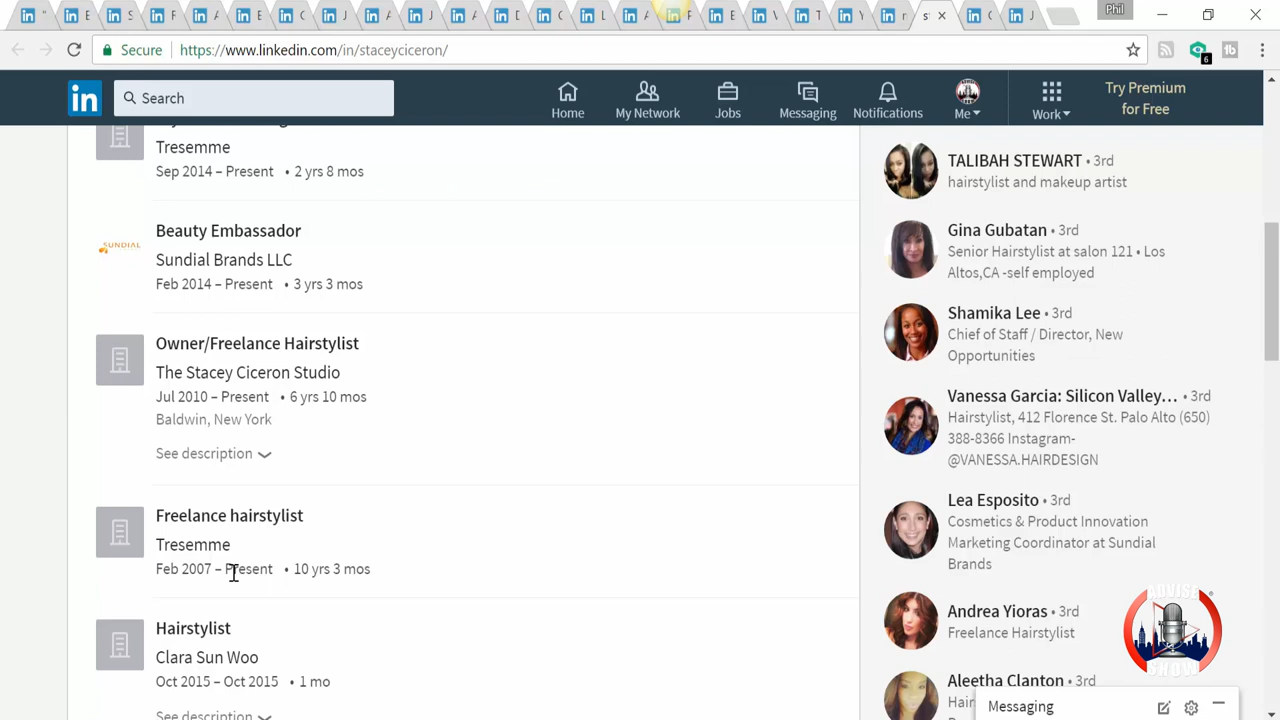 Phil
Secure https://www.linkedin.com/in/staceyciceron/
6
in
Search
Home
My Network
Jobs
Messaging
Notifications
Me
Work
Try Premium
for Free
Tresemme
Sep 2014 – Present • 2 yrs 8 mos
SUNDIAL
Beauty Embassador
Sundial Brands LLC
Feb 2014 – Present • 3 yrs 3 mos
Owner/Freelance Hairstylist
The Stacey Ciceron Studio
Jul 2010 – Present • 6 yrs 10 mos
Baldwin, New York
See description
Freelance hairstylist
Tresemme
Feb 2007 – Present • 10 yrs 3 mos
Hairstylist
Clara Sun Woo
Oct 2015 – Oct 2015 • 1 mo
See description
TALIBAH STEWART • 3rd
hairstylist and makeup artist
Gina Gubatan • 3rd
Senior Hairstylist at salon 121 • Los
Altos,CA -self employed
Shamika Lee • 3rd
Chief of Staff / Director, New
Opportunities
Vanessa Garcia: Silicon Valley... • 3rd
Hairstylist, 412 Florence St. Palo Alto (650)
388-8366 Instagram-
@VANESSA.HAIRDESIGN
Lea Esposito • 3rd
Cosmetics & Product Innovation
Marketing Coordinator at Sundial
Brands
Andrea Yioras • 3rd
Freelance Hairstylist
Aleetha Clanton • 3rd
Messaging
ADVISE
SHOW